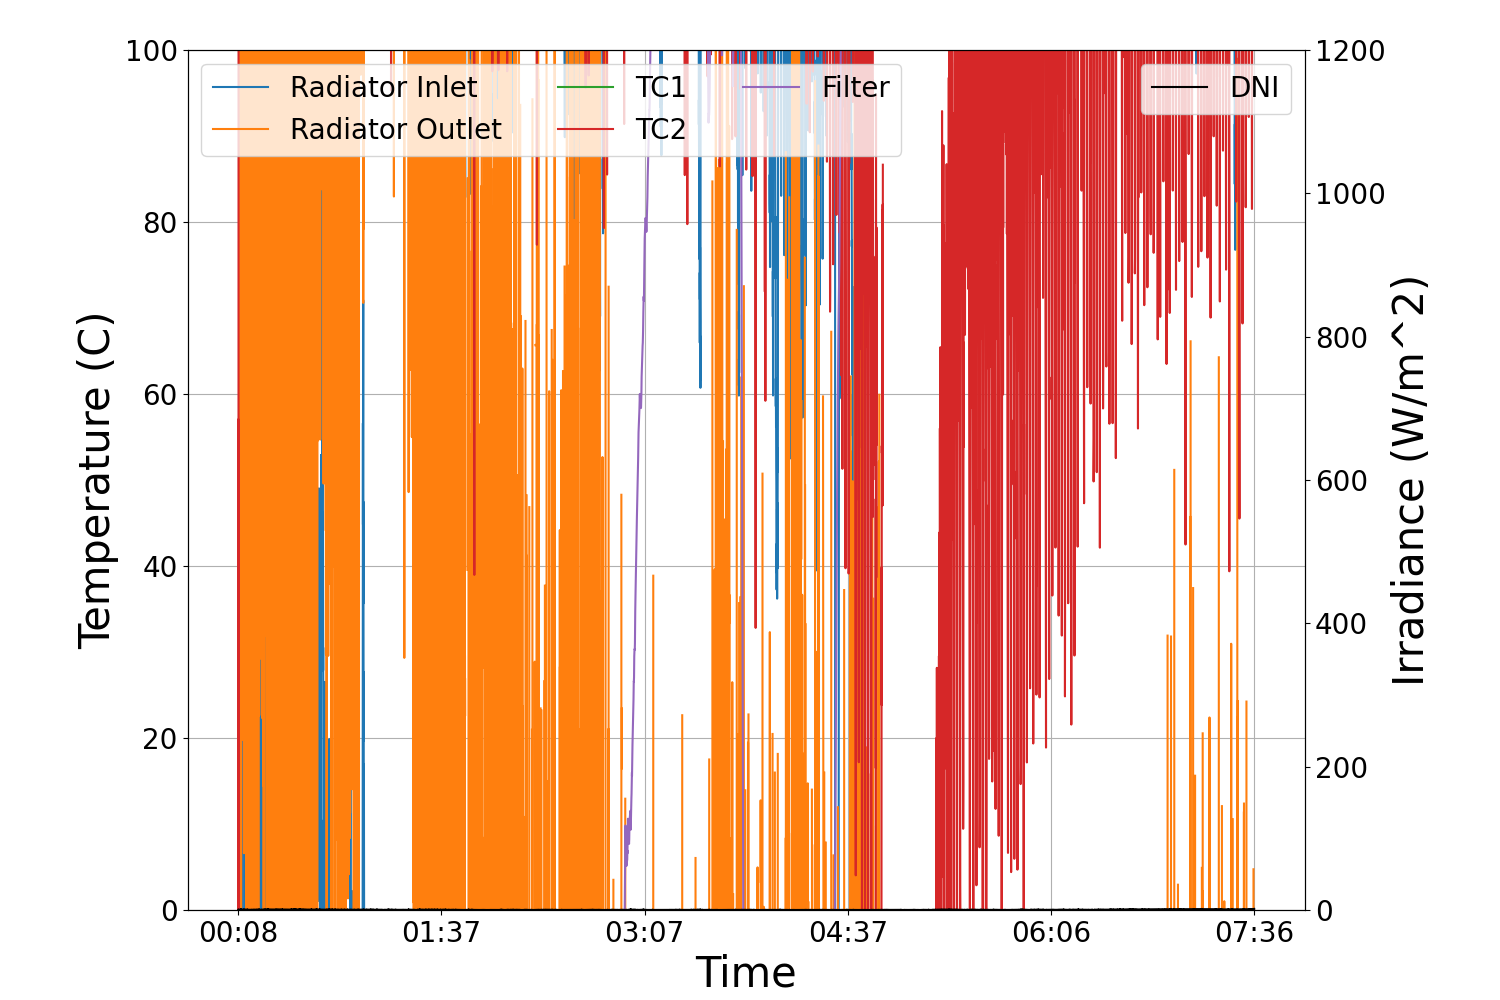 100
80
60
40
20
0
Temperature (C)
Radiator Inlet
Radiator Outlet
TC1
TC2
Filter
DNI
1200
1000
800
600
400
200
0
Irradiance (W/m^2)
00:08
01:37
03:07
04:37
06:06
07:36
Time